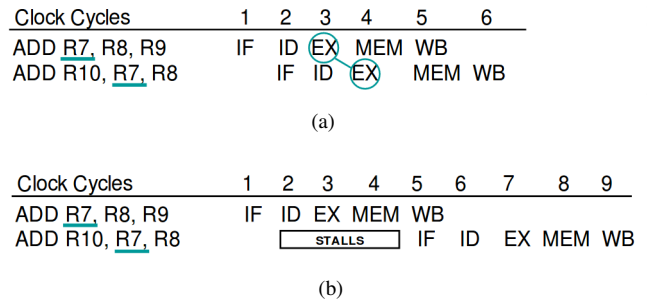 Clock Cycles 1 2 3 4 5 6
ADD R7, R8, R9 IF ID EX MEM WB
ADD R10, R7, R8 IF ID EX MEM WB
(a)
Clock Cycles 1 2 3 4 5 6 7 8 9
ADD R7, R8, R9 IF ID EX MEM WB
ADD R10, R7, R8 STALLS IF ID EX MEM WB
(b)